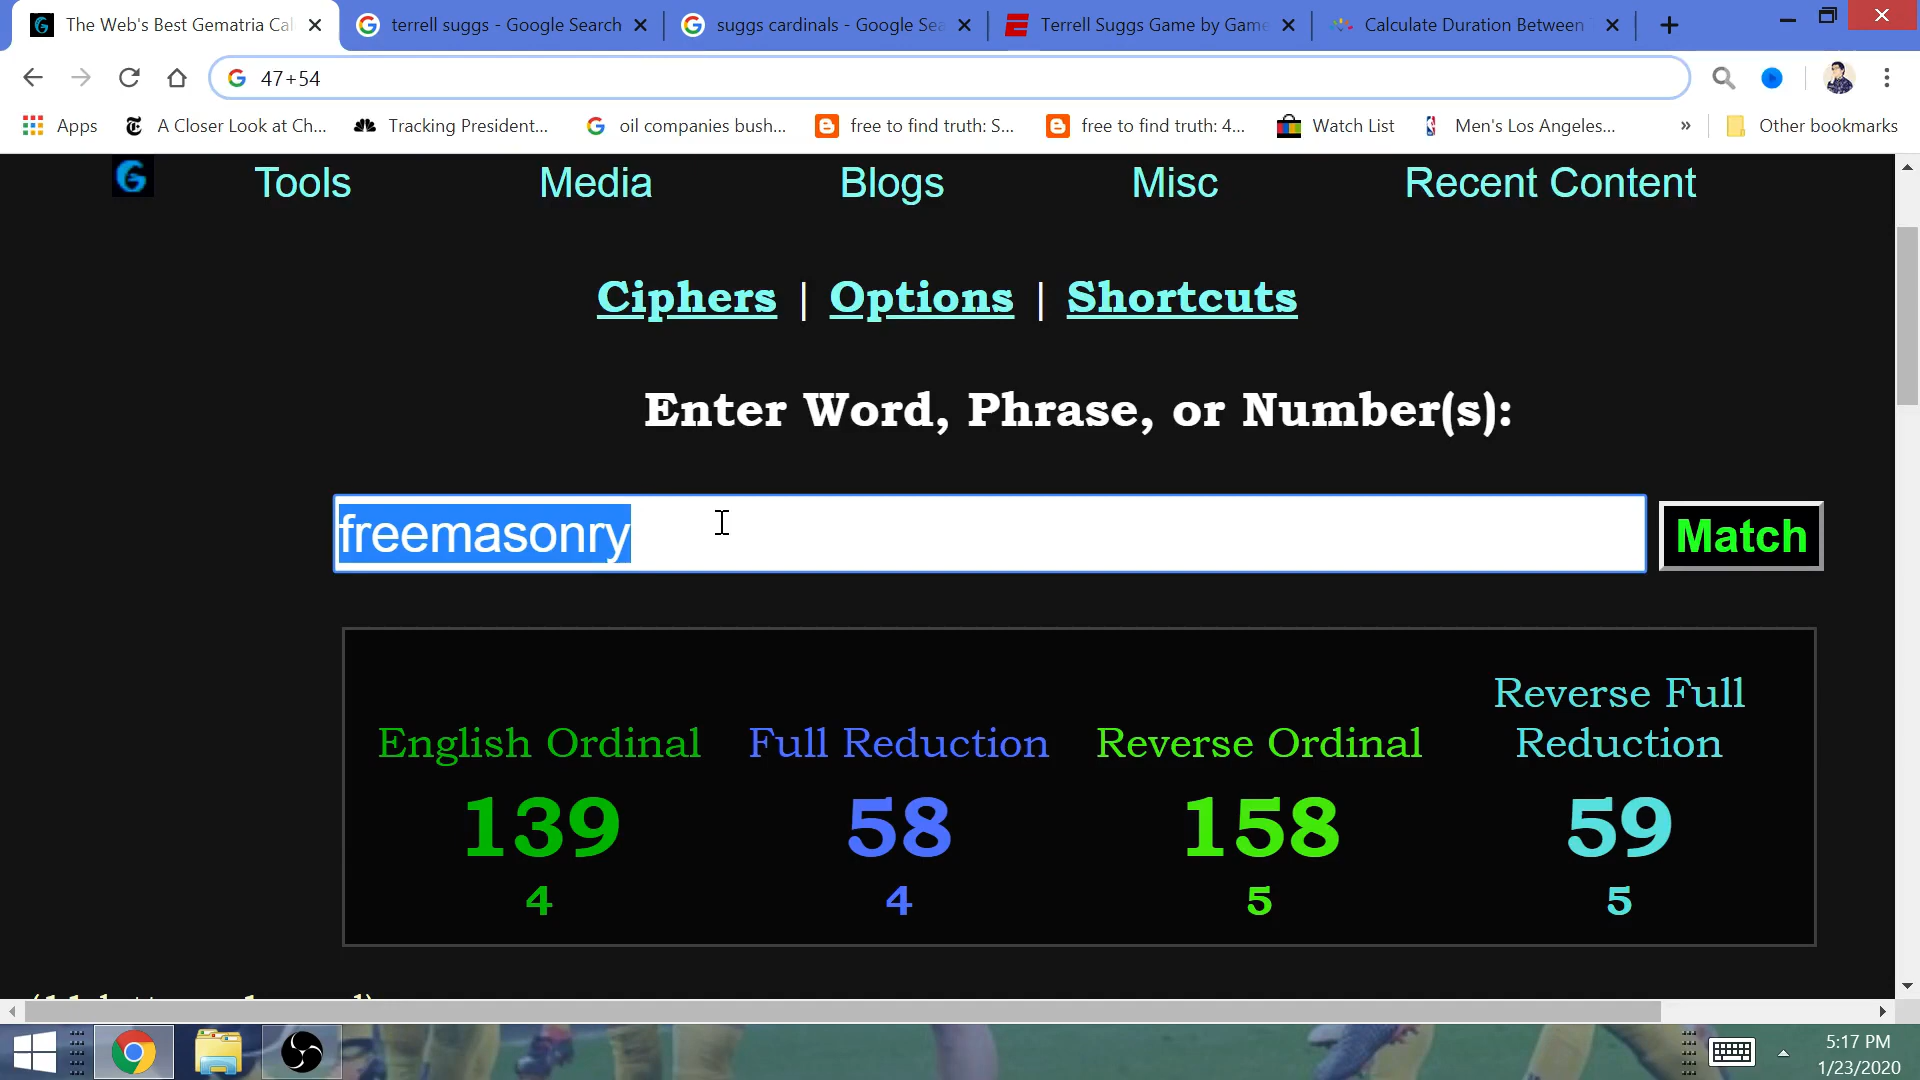 The Web's Best Gematria Cal
terrell suggs - Google Search
suggs cardinals - Google Sea
Terrell Suggs Game by Game
Calculate Duration Between
47+54
Apps
A Closer Look at Ch...
Tracking President...
oil companies bush...
free to find truth: S...
free to find truth: 4...
Watch List
Men's Los Angeles...
»
Other bookmarks
Tools
Media
Blogs
Misc
Recent Content
Ciphers | Options | Shortcuts
Enter Word, Phrase, or Number(s):
freemasonry
Match
English Ordinal
Full Reduction
Reverse Ordinal
Reverse Full
Reduction
139
58
158
59
4
4
5
5
5:17 PM
1/23/2020